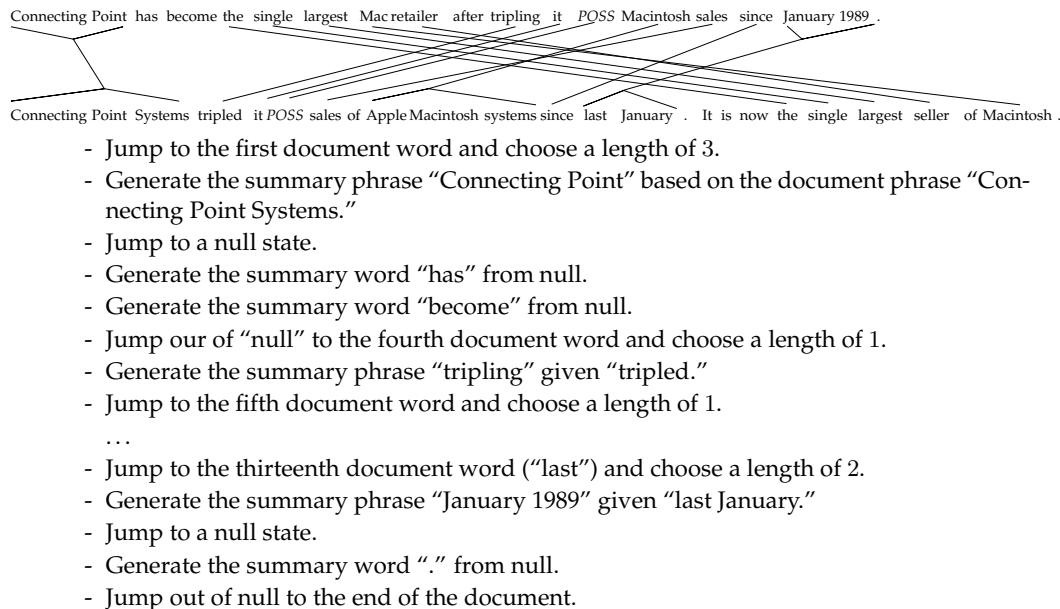 Connecting Point has become the single largest Mac retailer after tripling it POSS Macintosh sales since January 1989 .
Connecting Point Systems tripled it POSS sales of Apple Macintosh systems since last January . It is now the single largest seller of Macintosh .
- Jump to the first document word and choose a length of 3.
- Generate the summary phrase “Connecting Point” based on the document phrase “Con-
necting Point Systems.”
- Jump to a null state.
- Generate the summary word “has” from null.
- Generate the summary word “become” from null.
- Jump our of “null” to the fourth document word and choose a length of 1.
- Generate the summary phrase “tripling” given “tripled.”
- Jump to the fifth document word and choose a length of 1.
. . .
- Jump to the thirteenth document word (“last”) and choose a length of 2.
- Generate the summary phrase “January 1989” given “last January.”
- Jump to a null state.
- Generate the summary word “.” from null.
- Jump out of null to the end of the document.